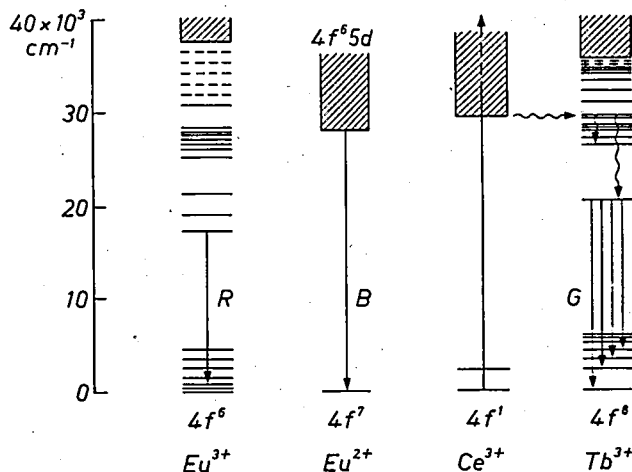 40×10³
cm⁻¹
30
20
10
0
4f⁶5d
R
B
G
4f⁶
4f⁷
4f¹
4f⁸
Eu³⁺
Eu²⁺
Ce³⁺
Tb³⁺